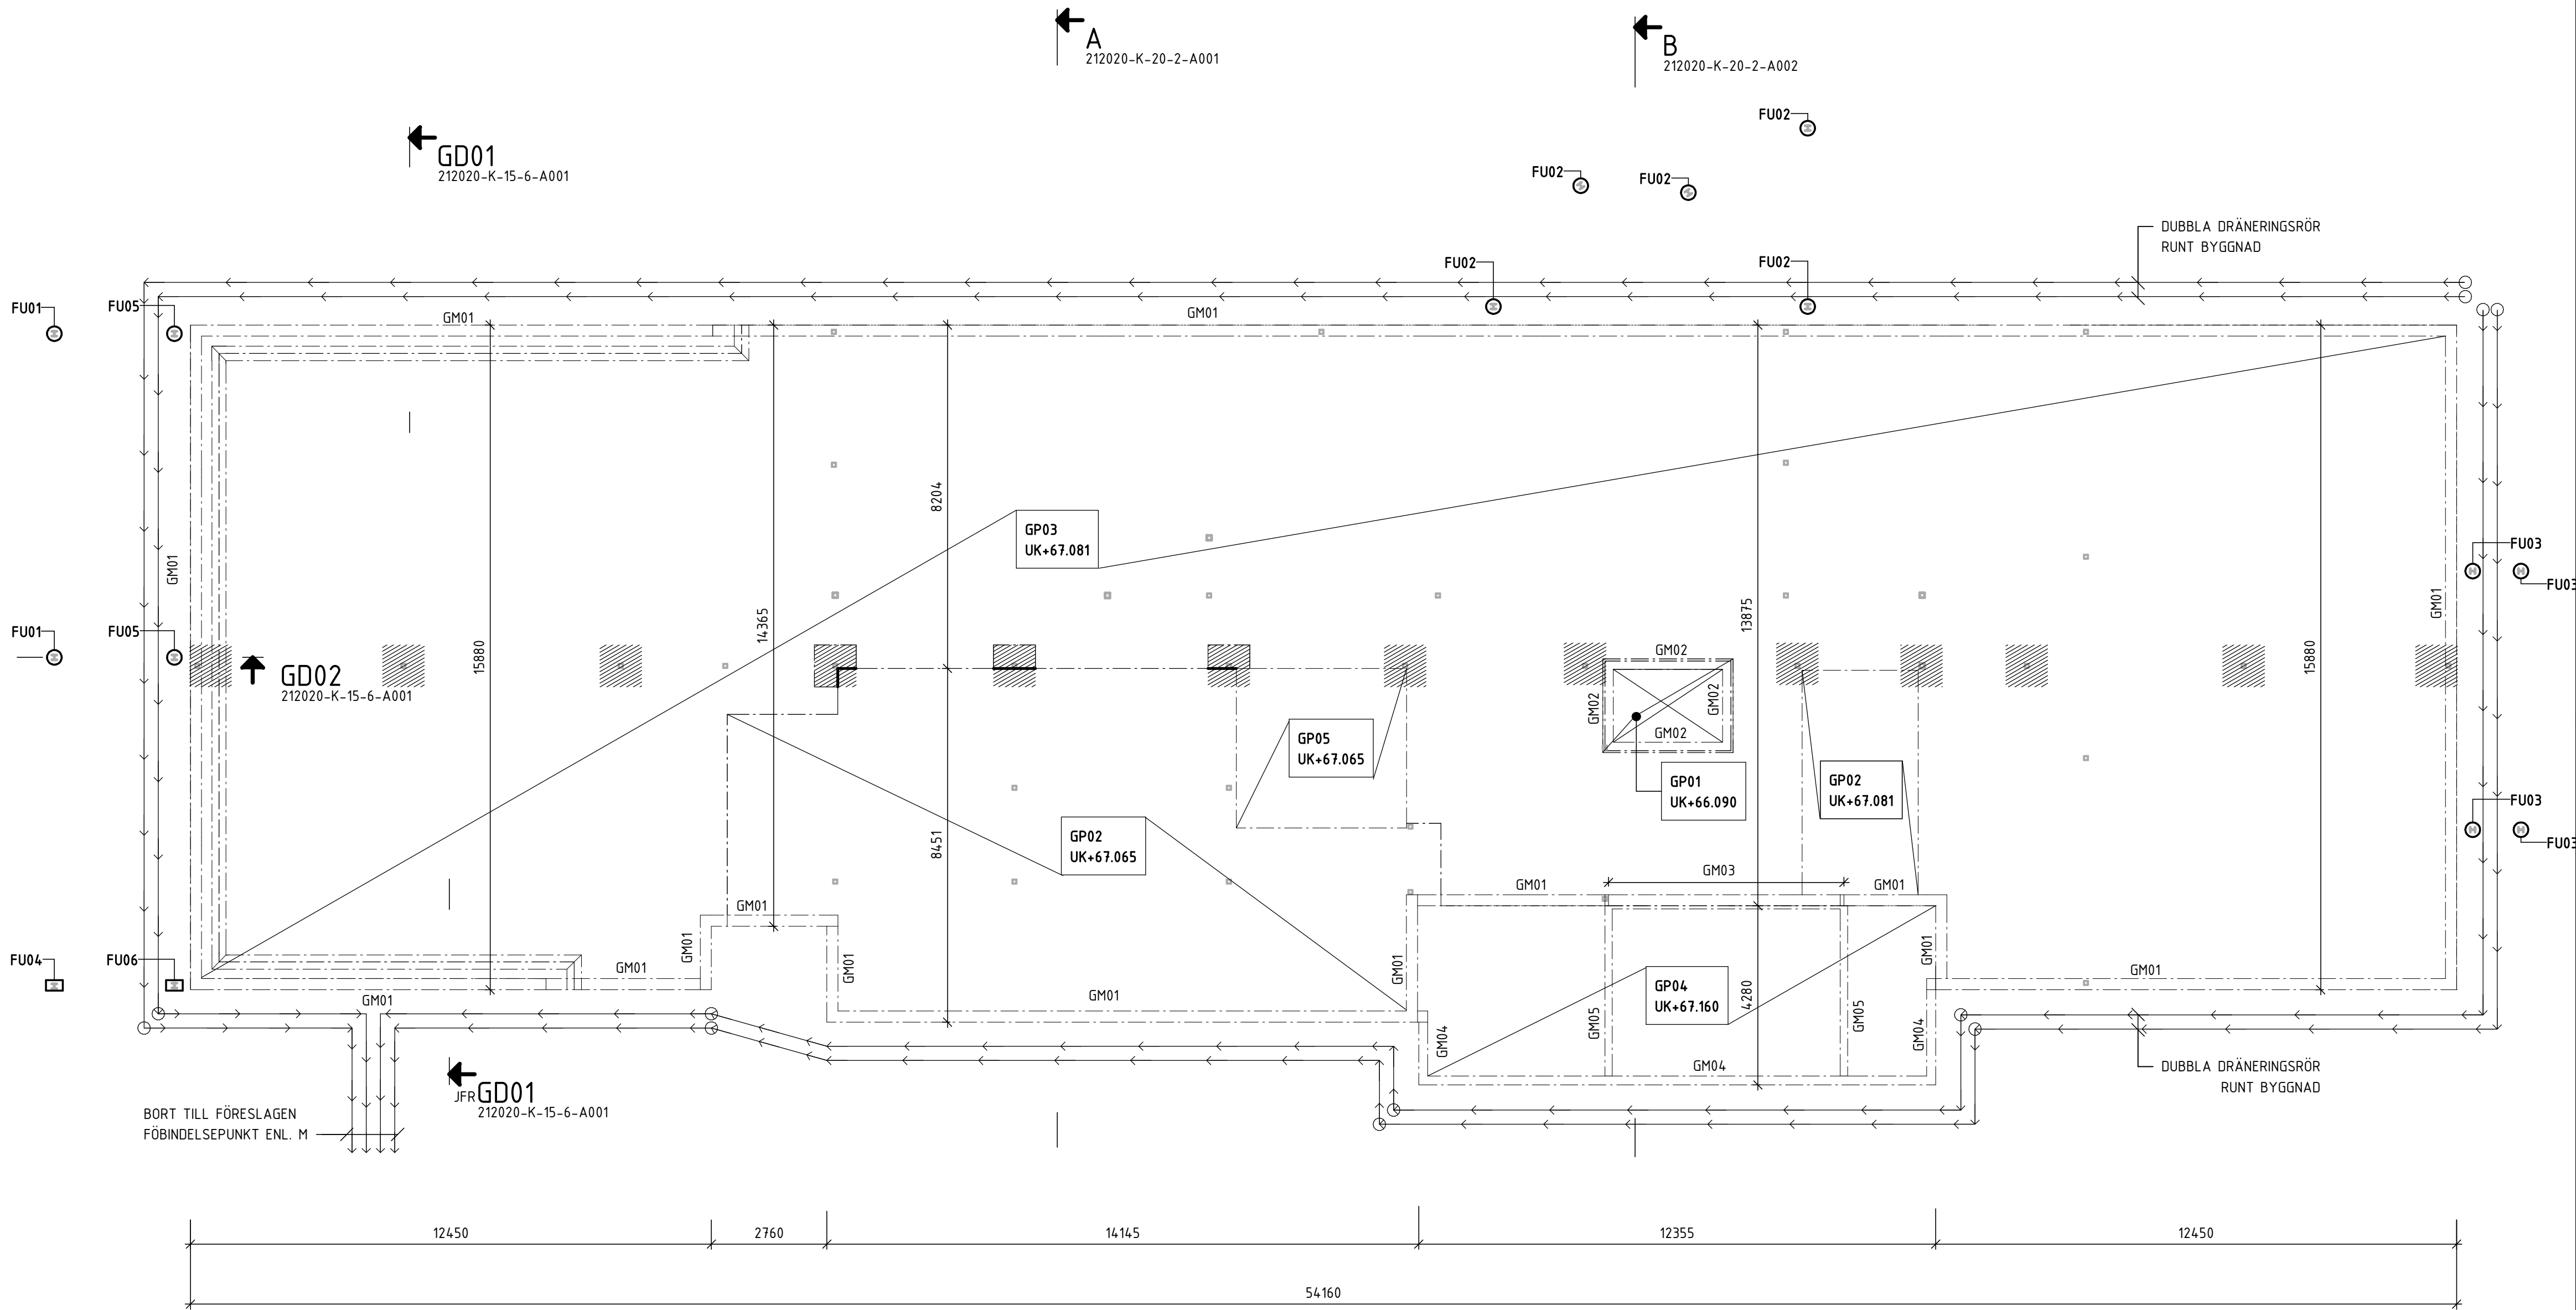 A
212020-K-20-2-A001
B
212020-K-20-2-A002
FU02
GD01
212020-K-15-6-A001
FU02
FU02
DUBBLA DRÄNERINGSRÖR
RUNT BYGGNAD
FU02
FU02
FU01
FU05
GM01
GM01
8204
GP03
UK+67.081
FU03
FU03
GM01
14365
13875
GM01
FU01
FU05
15880
15880
GD02
212020-K-15-6-A001
GM02
GM02
GM02
GM02
GP05
UK+67.065
GP01
UK+66.090
GP02
UK+67.081
FU03
FU03
8451
GP02
UK+67.065
GM03
GM01
GM01
GM01
GM01
GM01
GM01
GM01
GM01
FU04
FU06
GM01
GM01
GM01
GM01
GP04
UK+67.160
4280
GM05
GM05
GM04
GM04
GM04
JFR GD01
212020-K-15-6-A001
DUBBLA DRÄNERINGSRÖR
RUNT BYGGNAD
BORT TILL FÖRESLAGEN
FÖBINDELSEPUNKT ENL. M
12450
2760
14145
12355
12450
54160